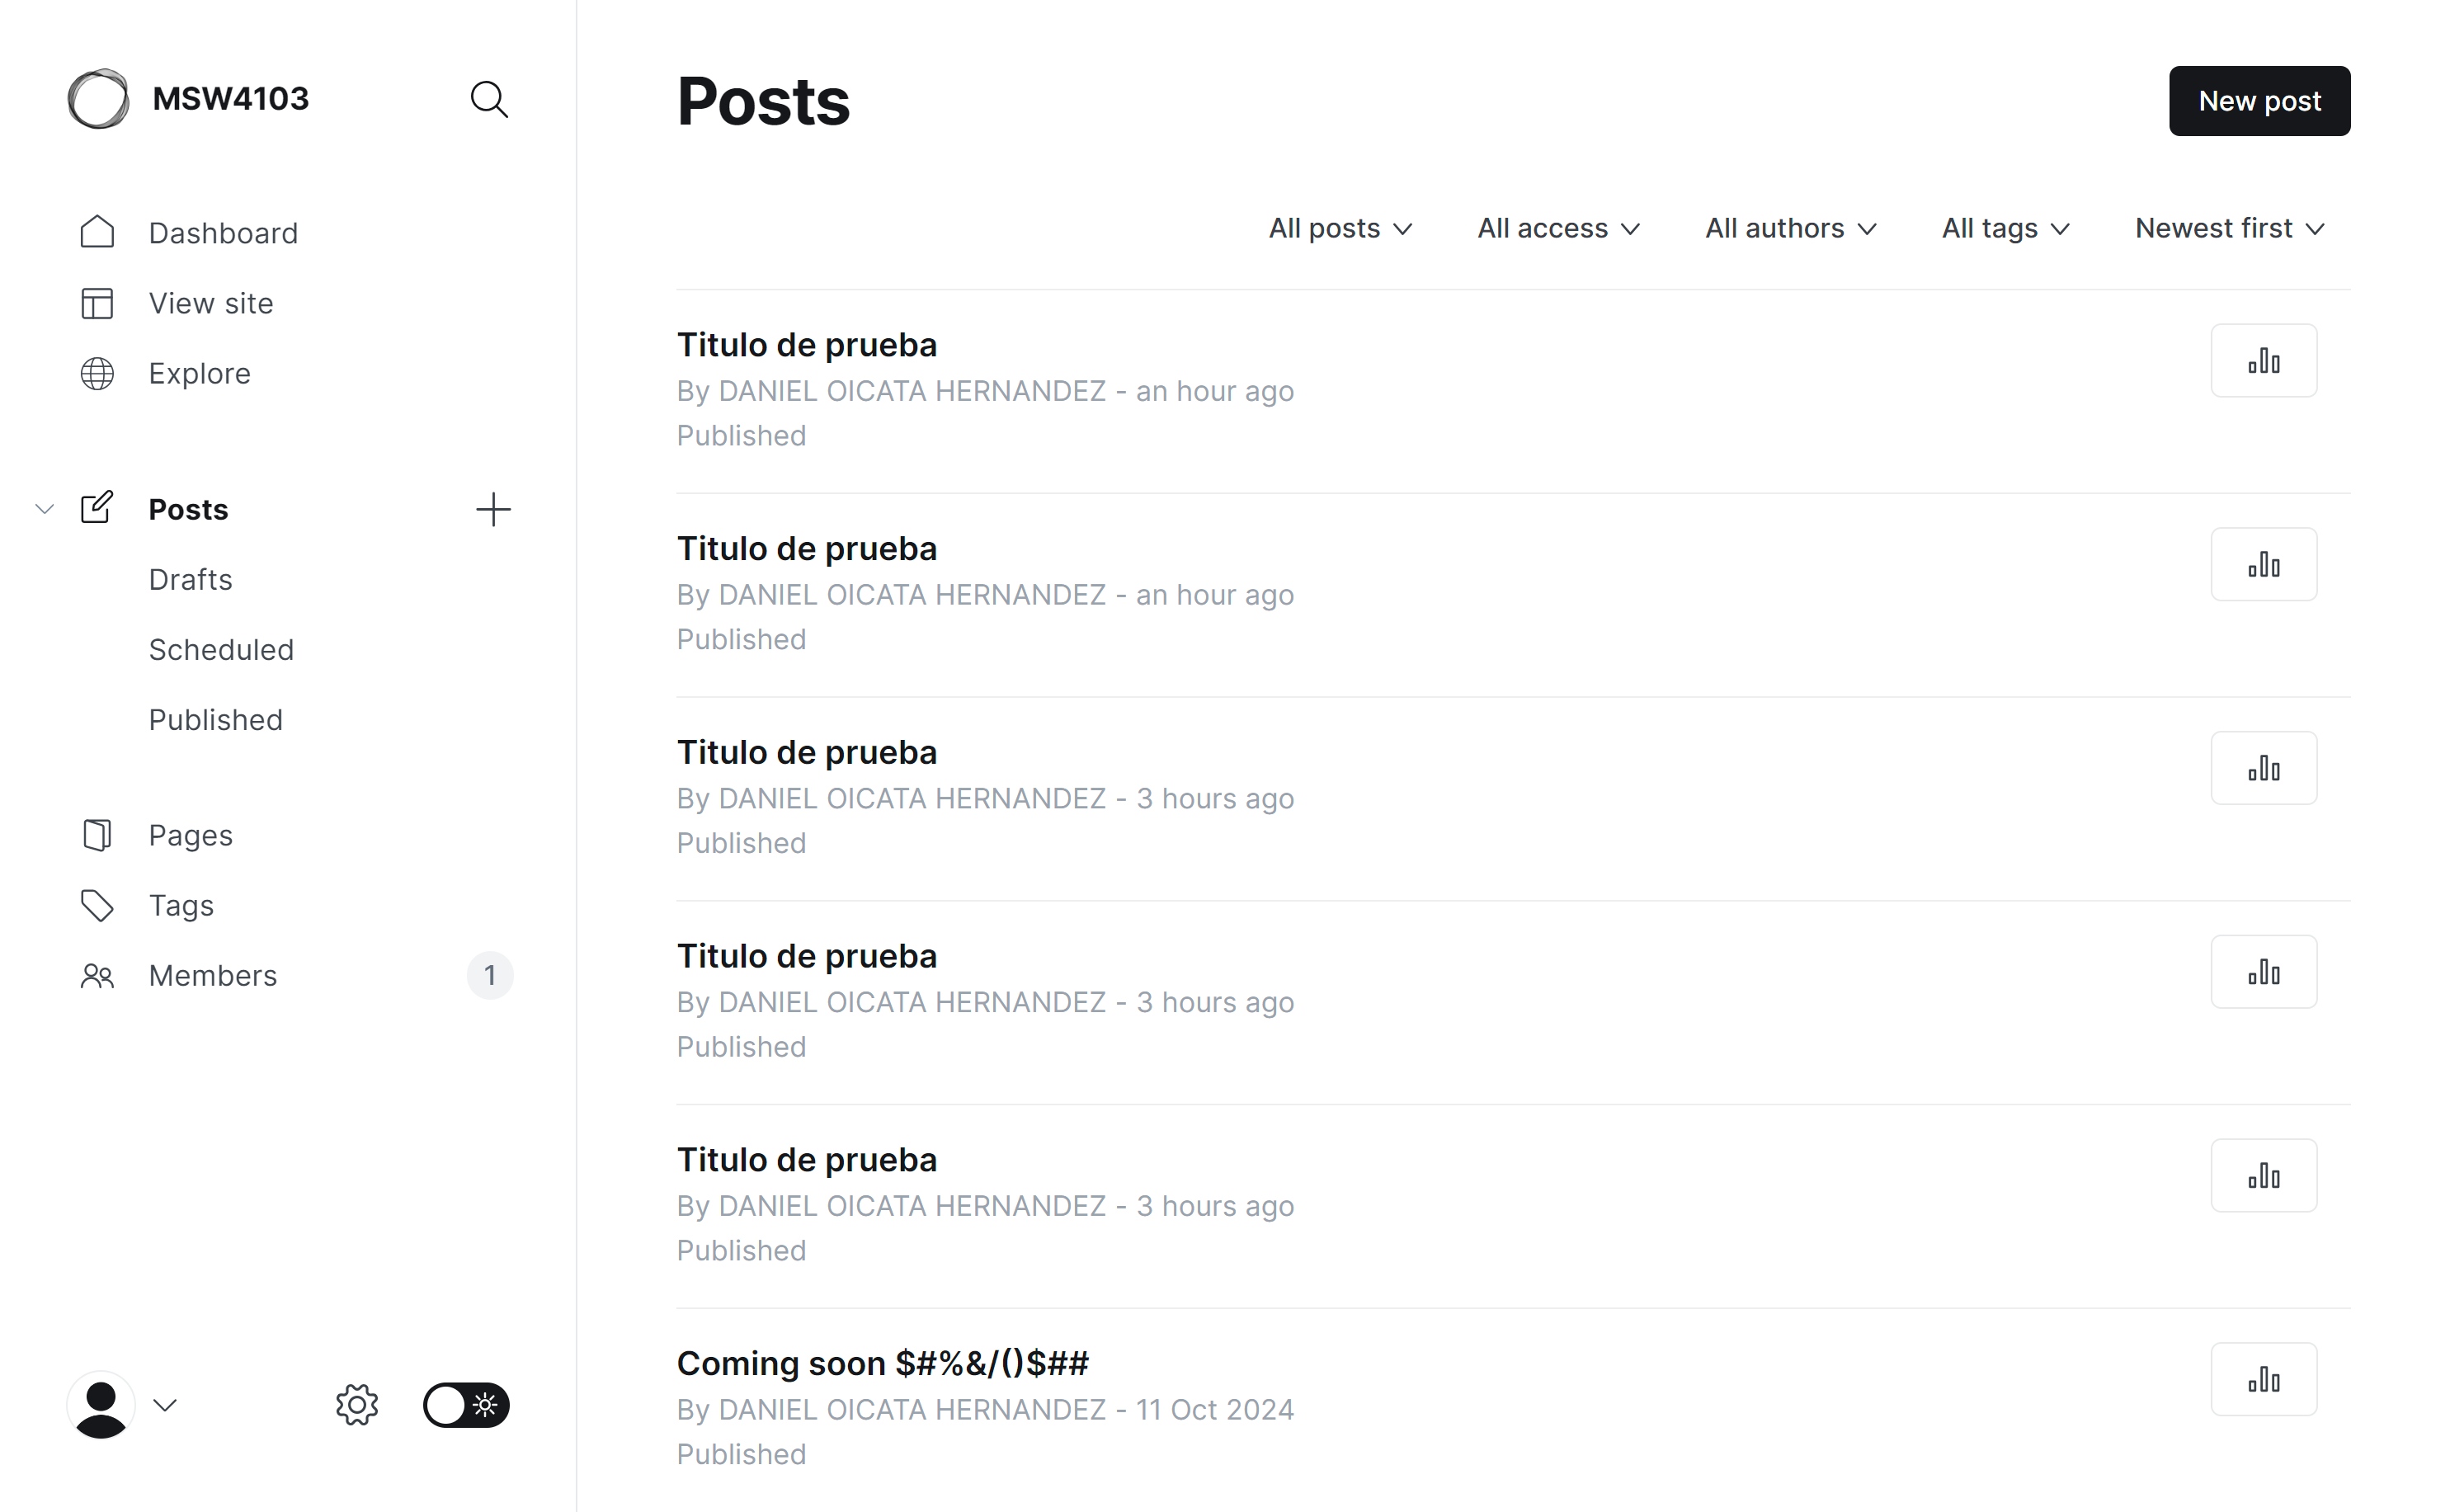 MSW4103
Dashboard
View site
Explore
Posts
Drafts
Scheduled
Published
Pages
Tags
Members 1
Posts
New post
All posts All access All authors All tags Newest first
Titulo de prueba
By DANIEL OICATA HERNANDEZ - an hour ago
Published
Titulo de prueba
By DANIEL OICATA HERNANDEZ - an hour ago
Published
Titulo de prueba
By DANIEL OICATA HERNANDEZ - 3 hours ago
Published
Titulo de prueba
By DANIEL OICATA HERNANDEZ - 3 hours ago
Published
Titulo de prueba
By DANIEL OICATA HERNANDEZ - 3 hours ago
Published
Coming soon $#%&/()$##
By DANIEL OICATA HERNANDEZ - 11 Oct 2024
Published